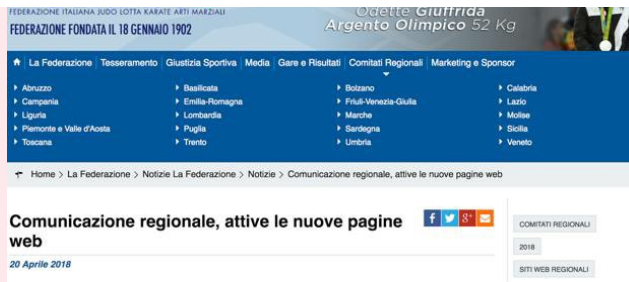 FEDERAZIONE ITALIANA JUDO LOTTA KARATE ARTI MARZIALI
FEDERAZIONE FONDATA IL 18 GENNAIO 1902
Odette Giuffrida
Argento Olimpico 52 Kg
La Federazione Tesseramento Giustizia Sportiva Media Gare e Risultati Comitati Regionali Marketing e Sponsor
Abruzzo Basilicata Bolzano Calabria
Campania Emilia-Romagna Friuli-Venezia-Giulia Lazio
Liguria Lombardia Marche Molise
Piemonte e Valle d'Aosta Puglia Sardegna Sicilia
Toscana Trento Umbria Veneto
Home > La Federazione > Notizie La Federazione > Notizie > Comunicazione regionale, attive le nuove pagine web
Comunicazione regionale, attive le nuove pagine
web
20 Aprile 2018
COMITATI REGIONALI
2018
SITI WEB REGIONALI